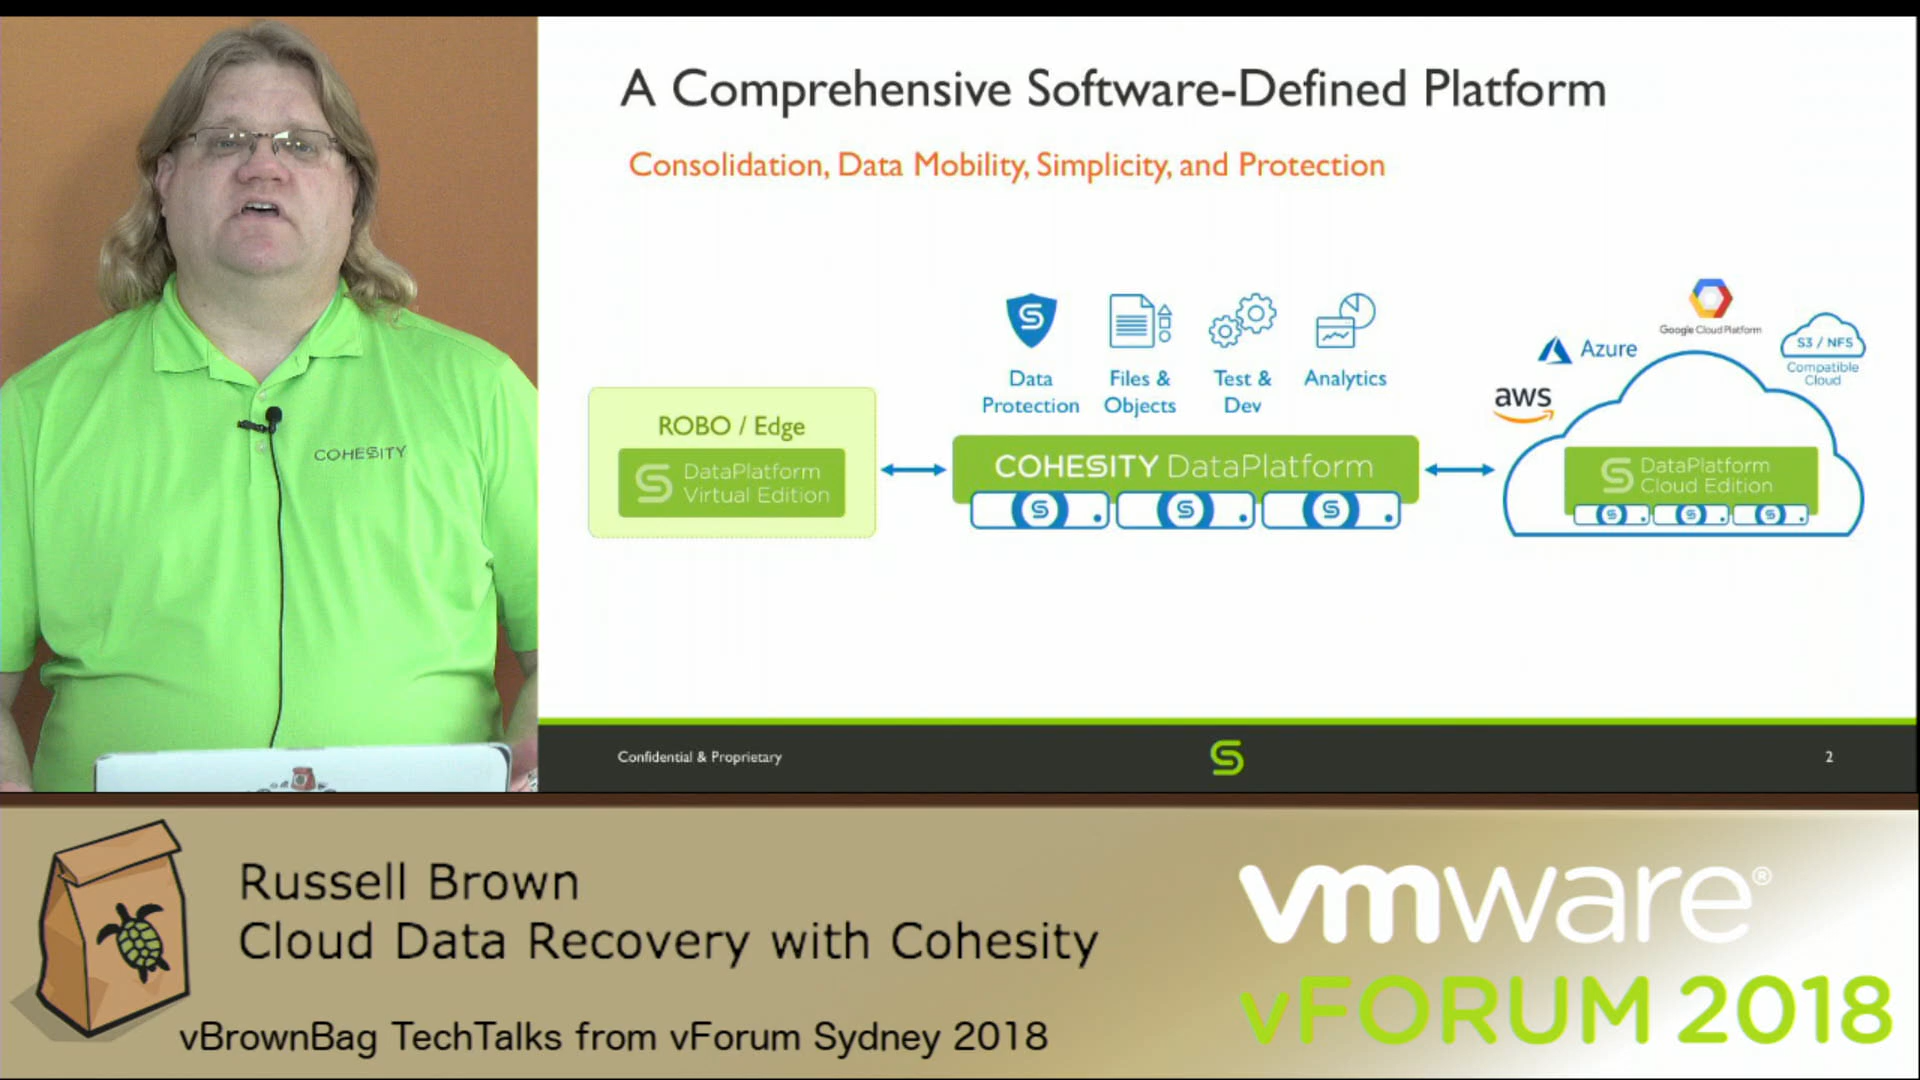 A Comprehensive Software-Defined Platform
Consolidation, Data Mobility, Simplicity, and Protection
Data Protection
Files & Objects
Test & Dev
Analytics
ROBO / Edge
DataPlatform
Virtual Edition
COHESITY DataPlatform
aws
Azure
Google Cloud Platform
S3 / NFS
Compatible
Cloud
DataPlatform
Cloud Edition
COHESITY
Confidential & Proprietary
2
Russell Brown
Cloud Data Recovery with Cohesity
vBrownBag TechTalks from vForum Sydney 2018
vmware®
vFORUM 2018